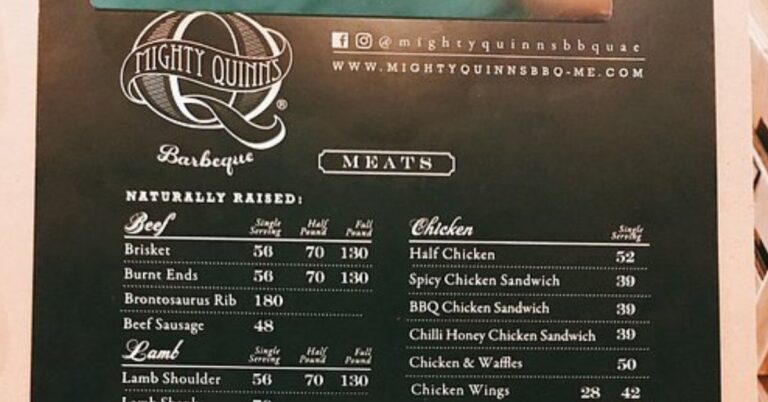 MIGHTY QUINNS
®
Barbeque
@mightyquinnsbbquae
WWW.MIGHTYQUINNSBBQ-ME.COM
MEATS
NATURALLY RAISED:
Beef Single Serving Half Pound Full Pound
Brisket 56 70 130
Burnt Ends 56 70 130
Brontosaurus Rib 180
Beef Sausage 48
Lamb Single Serving Half Pound Full Pound
Lamb Shoulder 56 70 130
Chicken Single Serving
Half Chicken 52
Spicy Chicken Sandwich 39
BBQ Chicken Sandwich 39
Chilli Honey Chicken Sandwich 39
Chicken & Waffles 50
Chicken Wings 28 42